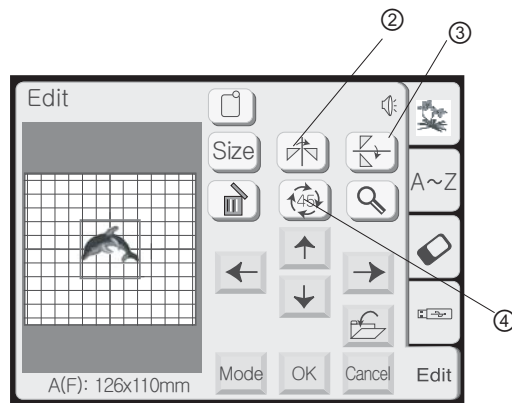 ②
③
Edit
Size
A~Z
45
④
A(F): 126x110mm
Mode
OK
Cancel
Edit